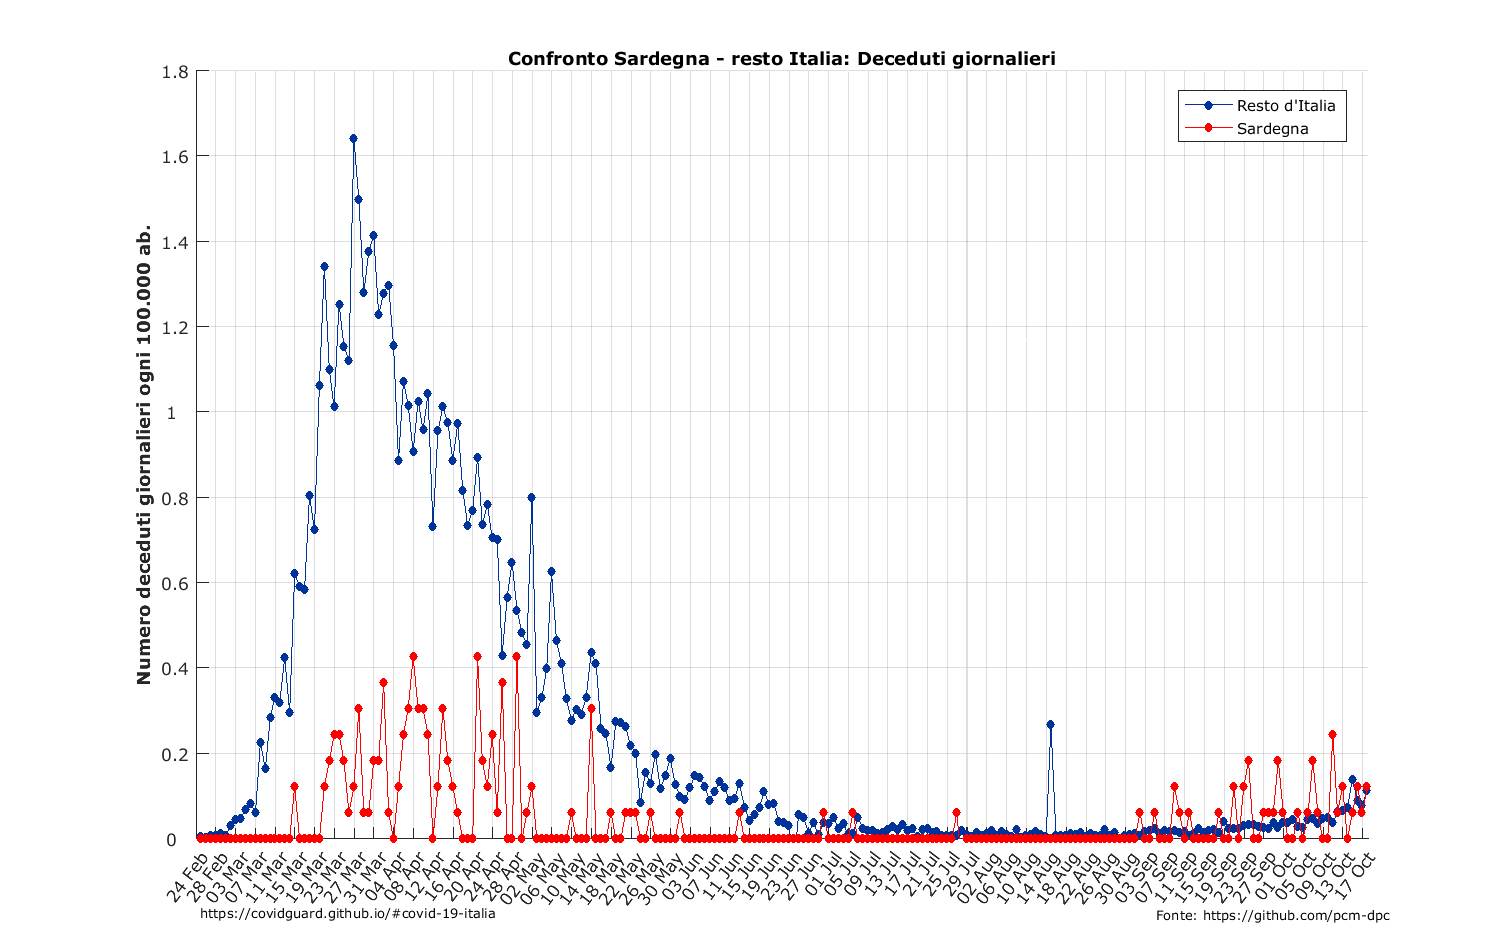 Confronto Sardegna - resto Italia: Deceduti giornalieri
Resto d'Italia
Sardegna
Numero deceduti giornalieri ogni 100.000 ab.
1.8
1.6
1.4
1.2
1
0.8
0.6
0.4
0.2
0
24 Feb
28 Feb
03 Mar
07 Mar
11 Mar
15 Mar
19 Mar
23 Mar
27 Mar
31 Mar
04 Apr
08 Apr
12 Apr
16 Apr
20 Apr
24 Apr
28 Apr
02 May
06 May
10 May
14 May
18 May
22 May
26 May
30 May
03 Jun
07 Jun
11 Jun
15 Jun
19 Jun
23 Jun
27 Jun
01 Jul
05 Jul
09 Jul
13 Jul
17 Jul
21 Jul
25 Jul
29 Jul
02 Aug
06 Aug
10 Aug
14 Aug
18 Aug
22 Aug
26 Aug
30 Aug
03 Sep
07 Sep
11 Sep
15 Sep
19 Sep
23 Sep
27 Sep
01 Oct
05 Oct
09 Oct
13 Oct
17 Oct
https://covidguard.github.io/#covid-19-italia
Fonte: https://github.com/pcm-dpc